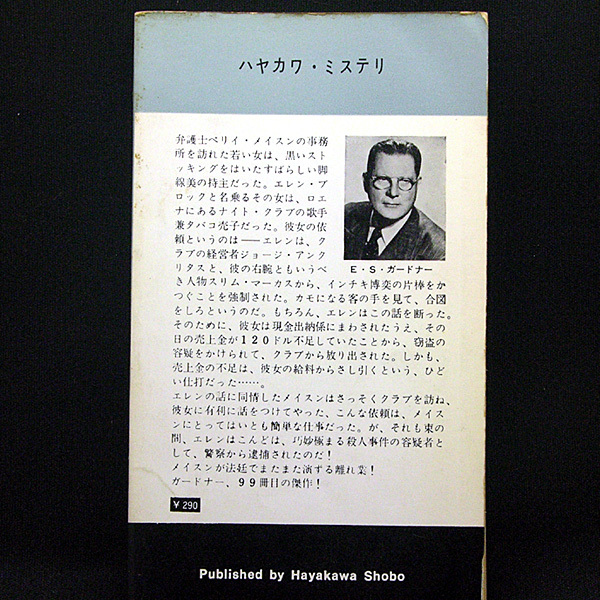 ハヤカワ・ミステリ
弁護士ペリイ・メイスンの事務
所を訪れた若い女は、黒いスト
ッキングをはいたすばらしい脚
線美の持主だった。エレン・ブ
ロックと名乗るその女は、ロエ
ナにあるナイト・クラブの歌手
兼タバコ売子だった。彼女の依
頼というのは——エレンは、ク
ラブの経営者ジョージ・アンク
リタスと、彼の右腕ともいうべ
き人物スリム・マーカスから、インチキ博奕の片棒をか
つぐことを強制された。カモになる客の手を見て、合図
をしろというのだ。もちろん、エレンはこの話を断った。
そのために、彼女は現金出納係にまわされたうえ、その
日の売上金が120ドル不足していたことから、窃盗の
容疑をかけられて、クラブから放り出された。しかも、
売上金の不足は、彼女の給料からさし引くという、ひど
い仕打だった……。
エレンの話に同情したメイスンはさっそくクラブを訪ね、
彼女に有利に話をつけてやった、こんな依頼は、メイス
ンにとってはいとも簡単な仕事だった。が、それも束の
間、エレンはこんどは、巧妙極まる殺人事件の容疑者と
して、警察から逮捕されたのだ!
メイスンが法廷でまたまた演ずる離れ業!
ガードナー、99冊目の傑作!
E・S・ガードナー
¥290
Published by Hayakawa Shobo